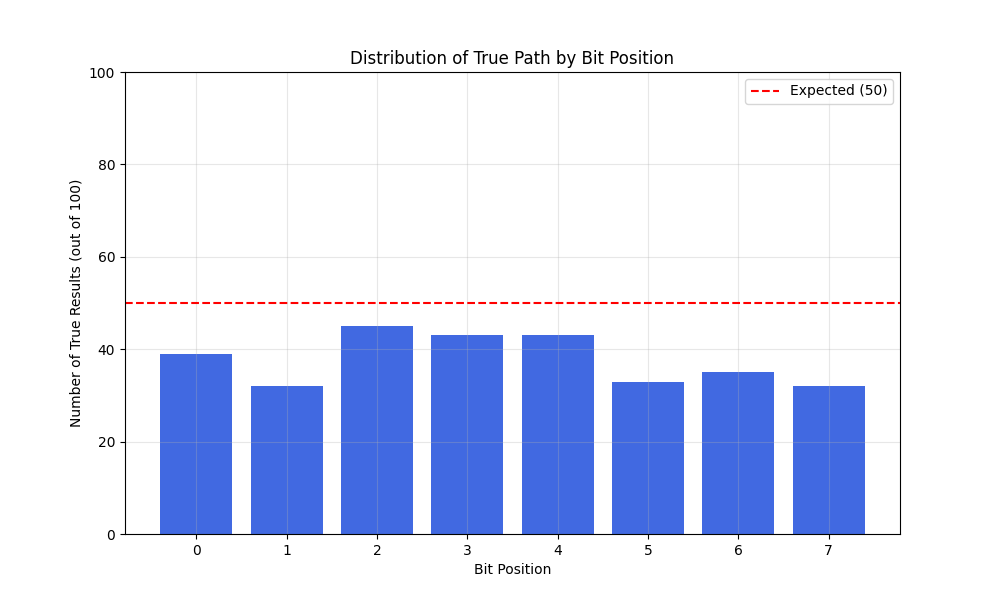 Distribution of True Path by Bit Position
Expected (50)
Number of True Results (out of 100)
100
80
60
40
20
0
0 1 2 3 4 5 6 7
Bit Position